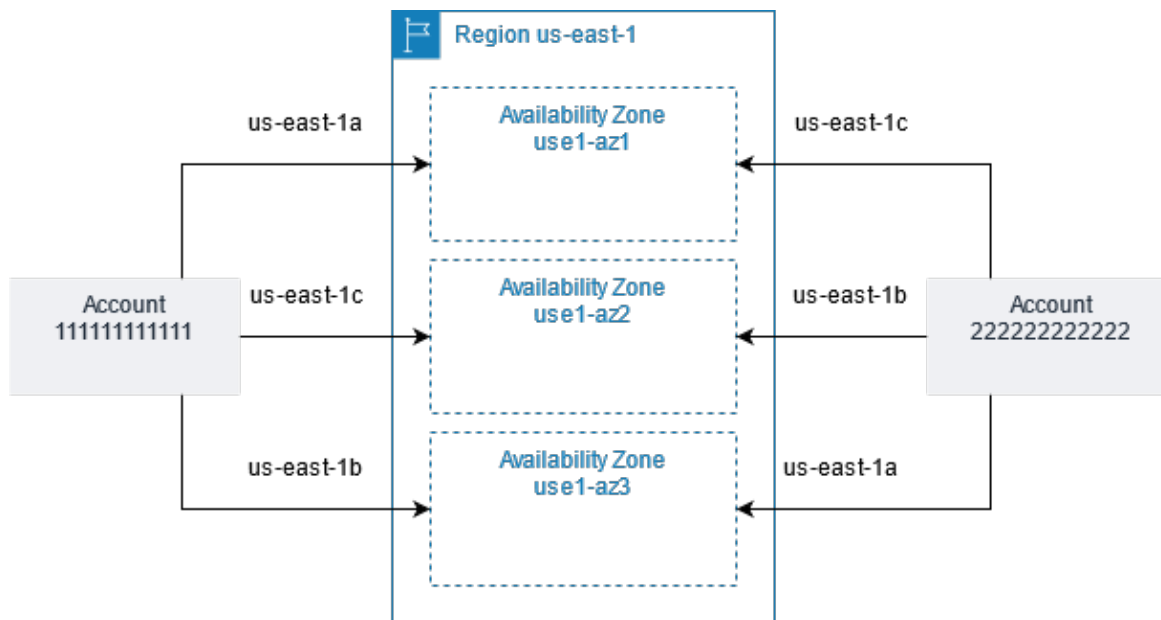 Region us-east-1
us-east-1a
Availability Zone
use1-az1
us-east-1c
Account
111111111111
us-east-1c
Availability Zone
use1-az2
us-east-1b
Account
222222222222
us-east-1b
Availability Zone
use1-az3
us-east-1a